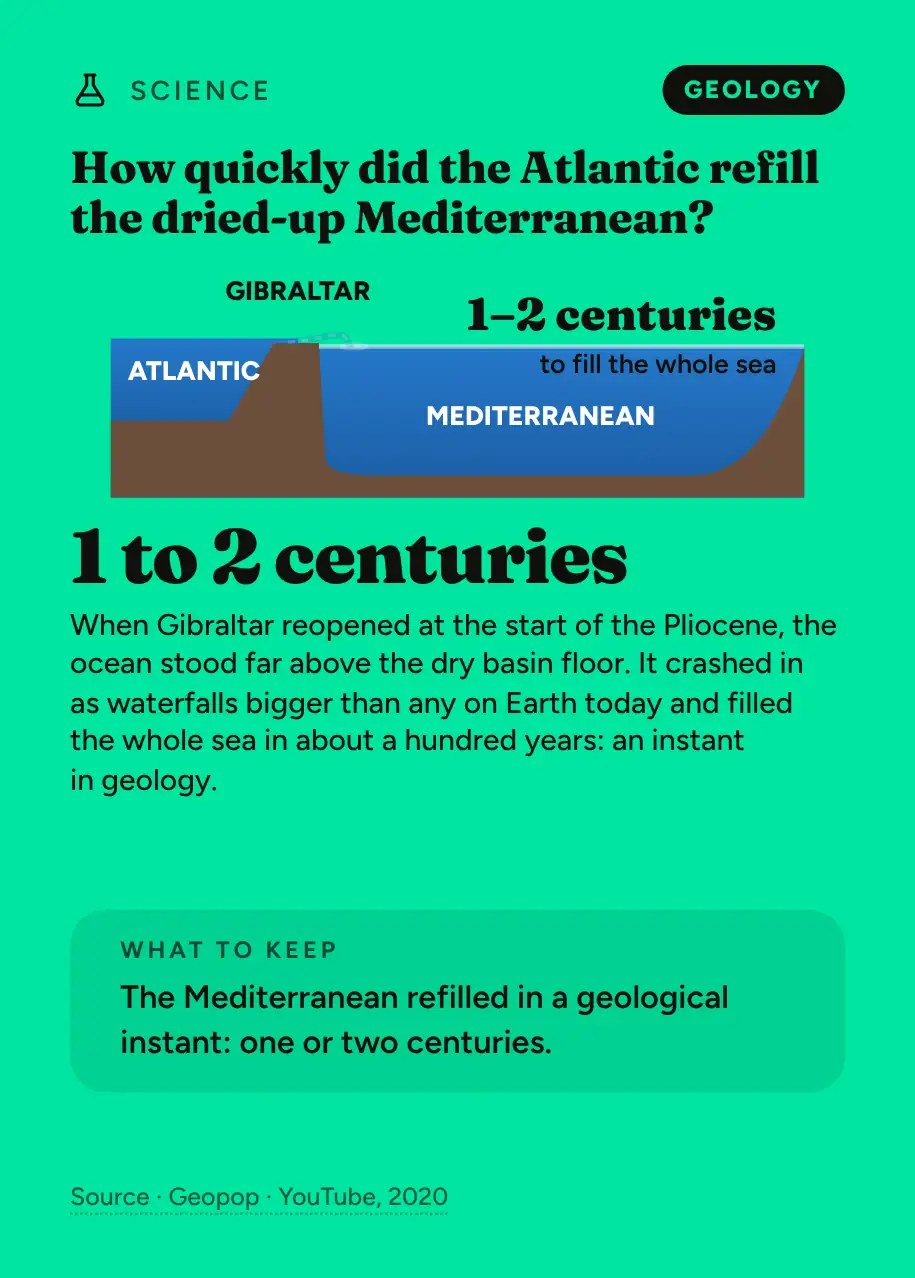 SCIENCE
GEOLOGY
How quickly did the Atlantic refill
the dried-up Mediterranean?
GIBRALTAR
1–2 centuries
to fill the whole sea
ATLANTIC
MEDITERRANEAN
1 to 2 centuries
When Gibraltar reopened at the start of the Pliocene, the
ocean stood far above the dry basin floor. It crashed in
as waterfalls bigger than any on Earth today and filled
the whole sea in about a hundred years: an instant
in geology.
WHAT TO KEEP
The Mediterranean refilled in a geological
instant: one or two centuries.
Source · Geopop · YouTube, 2020